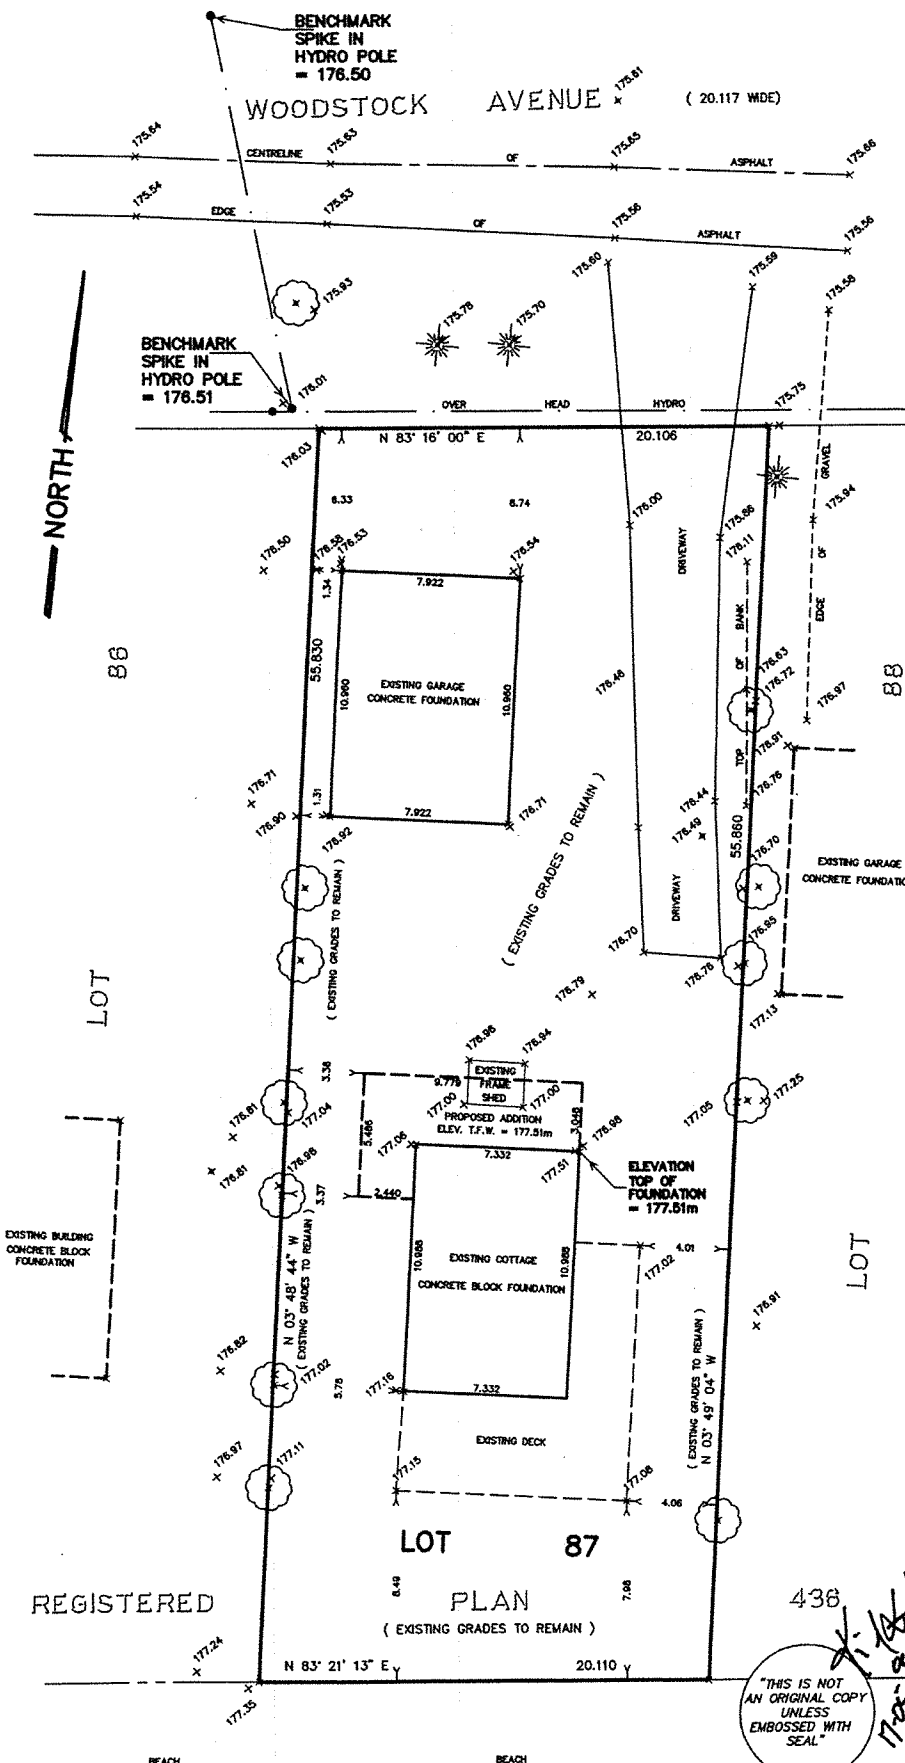 BENCHMARK
SPIKE IN
HYDRO POLE
= 176.50
175.81
WOODSTOCK AVENUE ( 20.117 WIDE)
175.64
175.63
175.65
175.66
CENTRELINE OF ASPHALT
175.54
175.53
175.56
175.56
EDGE OF ASPHALT
175.60
175.59
175.58
175.93
175.78
175.70
BENCHMARK
SPIKE IN
HYDRO POLE
= 176.51
176.01
175.75
OVER HEAD HYDRO
NORTH
N 83° 16' 00" E
20.106
176.03
6.33
6.74
176.00
175.86
175.94
EDGE OF GRAVEL
176.50
176.58
176.53
176.54
176.11
1.34
7.922
DRIVEWAY
TOP OF BANK
55.830
86
88
10.960
EXISTING GARAGE
CONCRETE FOUNDATION
10.960
176.46
176.63
176.72
176.97
176.91
176.71
176.90
1.31
7.922
176.71
176.92
( EXISTING GRADES TO REMAIN )
( EXISTING GRADES TO REMAIN )
176.44
176.49
176.76
55.860
176.70
EXISTING GARAGE
CONCRETE FOUNDATIO
DRIVEWAY
176.70
176.76
176.95
176.79
177.13
LOT
176.96
176.94
3.38
9.779
EXISTING
FRAME
SHED
177.00
177.00
PROPOSED ADDITION
ELEV. T.F.W. = 177.51m
3.048
176.98
5.486
176.81
177.04
177.06
7.332
177.51
177.05
177.25
176.81
176.98
3.37
2.440
ELEVATION
TOP OF
FOUNDATION
= 177.51m
EXISTING BUILDING
CONCRETE BLOCK
FOUNDATION
N 03° 48' 44" W
( EXISTING GRADES TO REMAIN )
10.988
EXISTING COTTAGE
CONCRETE BLOCK FOUNDATION
10.988
4.01
177.02
LOT
176.91
176.82
177.02
5.78
177.16
7.332
( EXISTING GRADES TO REMAIN )
N 03° 49' 04" W
EXISTING DECK
176.97
177.11
177.15
177.08
4.06
LOT 87
8.49
7.98
REGISTERED PLAN 436
( EXISTING GRADES TO REMAIN )
177.24
N 83° 21' 13" E
20.110
177.35
"THIS IS NOT
AN ORIGINAL COPY
UNLESS
EMBOSSED WITH
SEAL"
BEACH BEACH